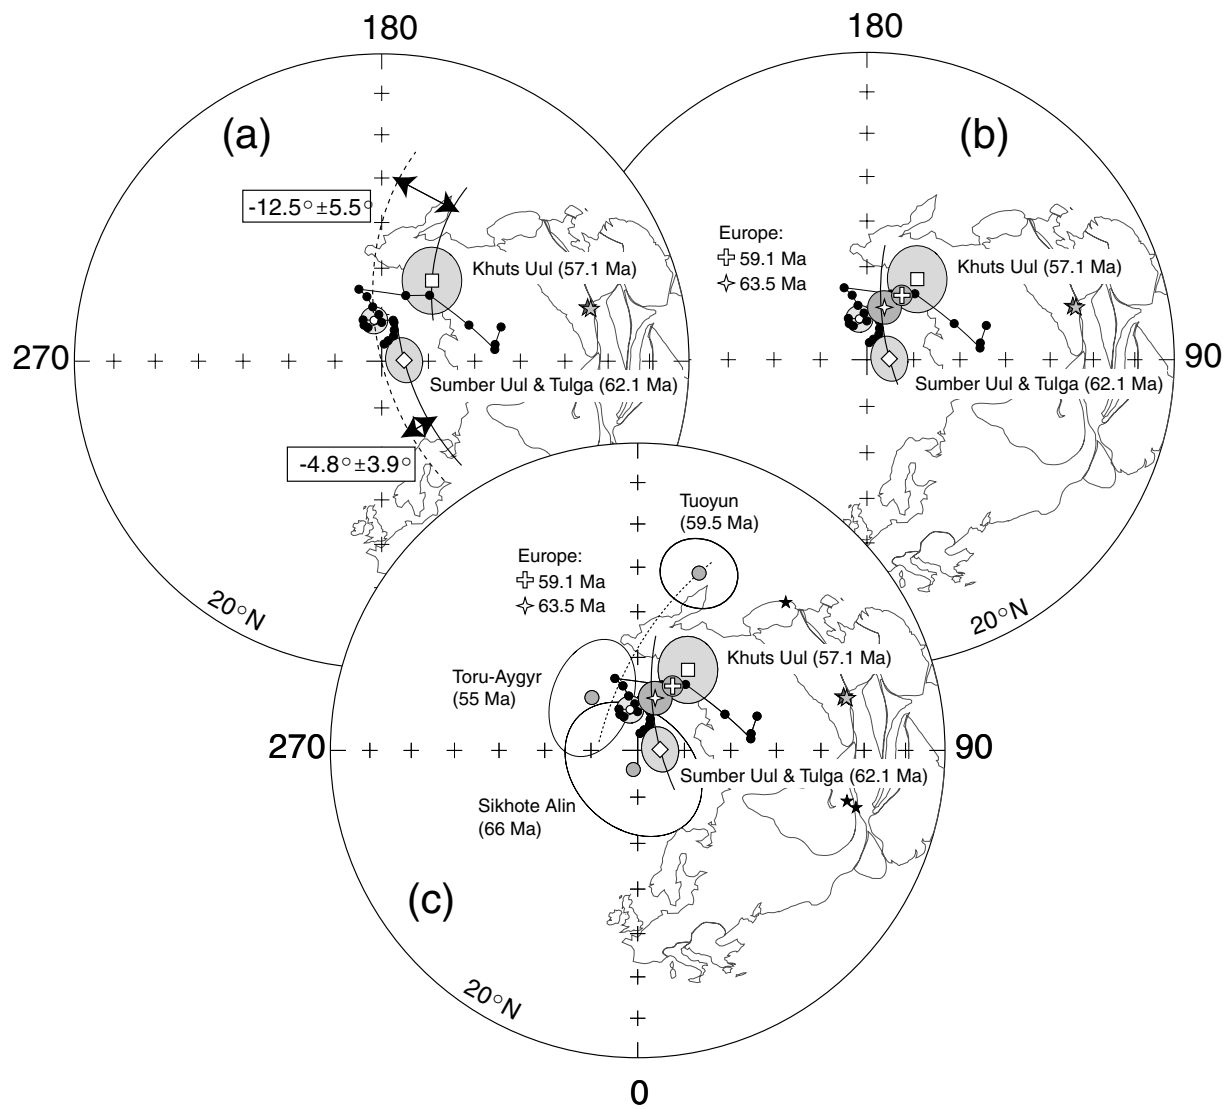 180
180
(a)
(b)
-12.5°±5.5°
Europe:
59.1 Ma
63.5 Ma
Khuts Uul (57.1 Ma)
Khuts Uul (57.1 Ma)
270
90
Sumber Uul & Tulga (62.1 Ma)
Sumber Uul & Tulga (62.1 Ma)
-4.8°±3.9°
20°N
20°N
Tuoyun
(59.5 Ma)
Europe:
59.1 Ma
63.5 Ma
Khuts Uul (57.1 Ma)
Toru-Aygyr
(55 Ma)
270
90
Sumber Uul & Tulga (62.1 Ma)
Sikhote Alin
(66 Ma)
(c)
20°N
0